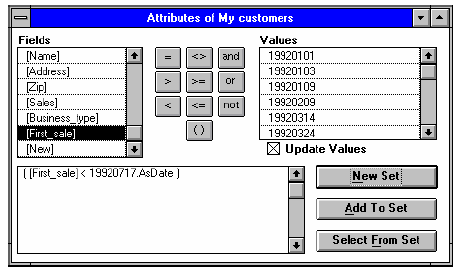 Attributes of My customers
Fields
[Name]
[Address]
[Zip]
[Sales]
[Business_type]
[First_sale]
[New]
= <> and
> >= or
< <= not
( )
Values
19920101
19920103
19920109
19920209
19920314
19920324
Update Values
( [First_sale] < 19920717.AsDate )
New Set
Add To Set
Select From Set